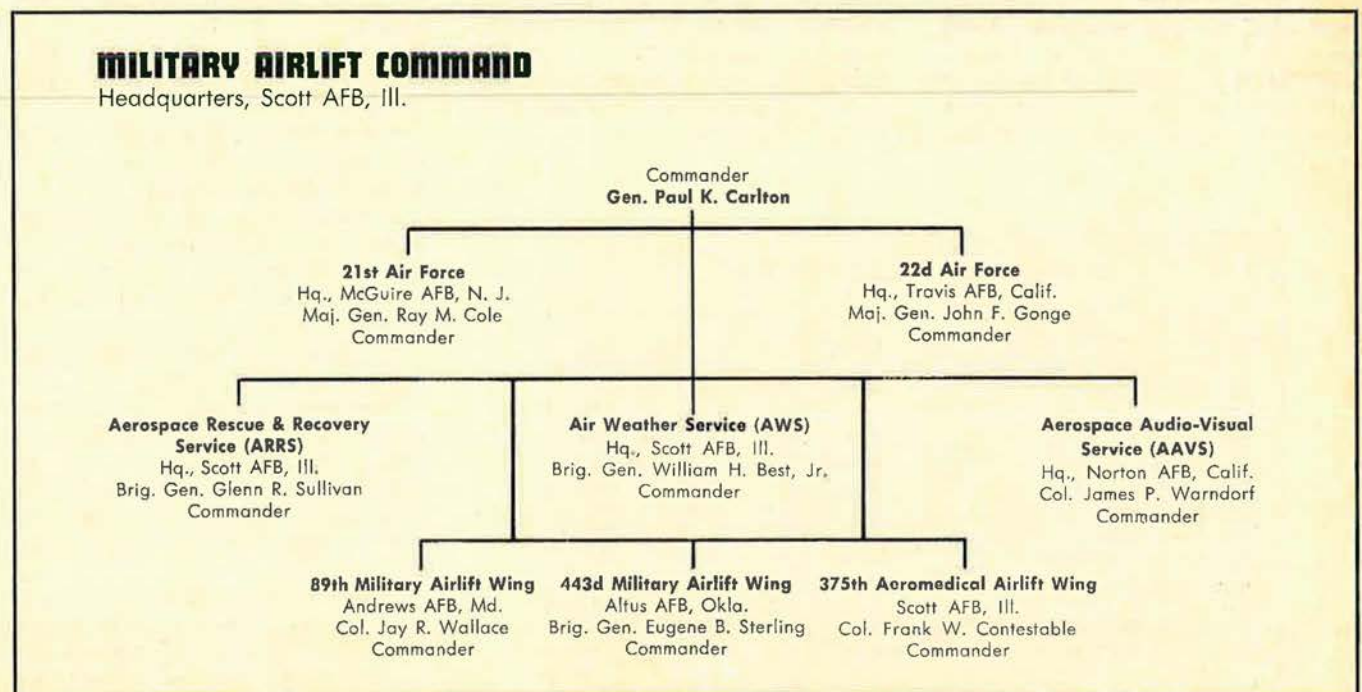 MILITARY AIRLIFT COMMAND
Headquarters, Scott AFB, Ill.
Commander
Gen. Paul K. Carlton
21st Air Force
Hq., McGuire AFB, N. J.
Maj. Gen. Ray M. Cole
Commander
22d Air Force
Hq., Travis AFB, Calif.
Maj. Gen. John F. Gonge
Commander
Aerospace Rescue & Recovery
Service (ARRS)
Hq., Scott AFB, Ill.
Brig. Gen. Glenn R. Sullivan
Commander
Air Weather Service (AWS)
Hq., Scott AFB, Ill.
Brig. Gen. William H. Best, Jr.
Commander
Aerospace Audio-Visual
Service (AAVS)
Hq., Norton AFB, Calif.
Col. James P. Warndorf
Commander
89th Military Airlift Wing
Andrews AFB, Md.
Col. Jay R. Wallace
Commander
443d Military Airlift Wing
Altus AFB, Okla.
Brig. Gen. Eugene B. Sterling
Commander
375th Aeromedical Airlift Wing
Scott AFB, Ill.
Col. Frank W. Contestable
Commander